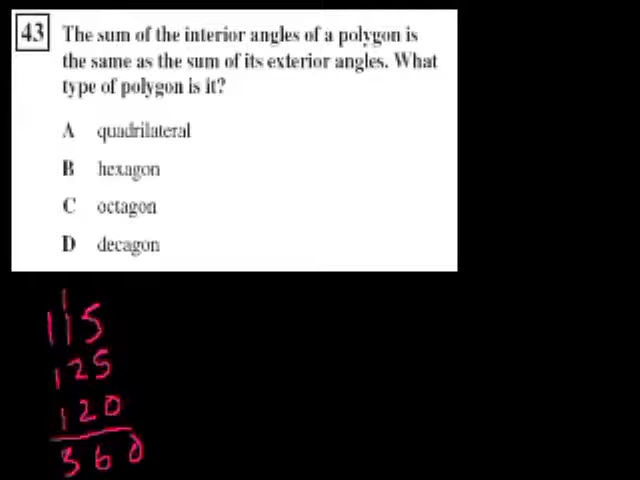 43 The sum of the interior angles of a polygon is
the same as the sum of its exterior angles. What
type of polygon is it?
A quadrilateral
B hexagon
C octagon
D decagon
1
115
125
120
360